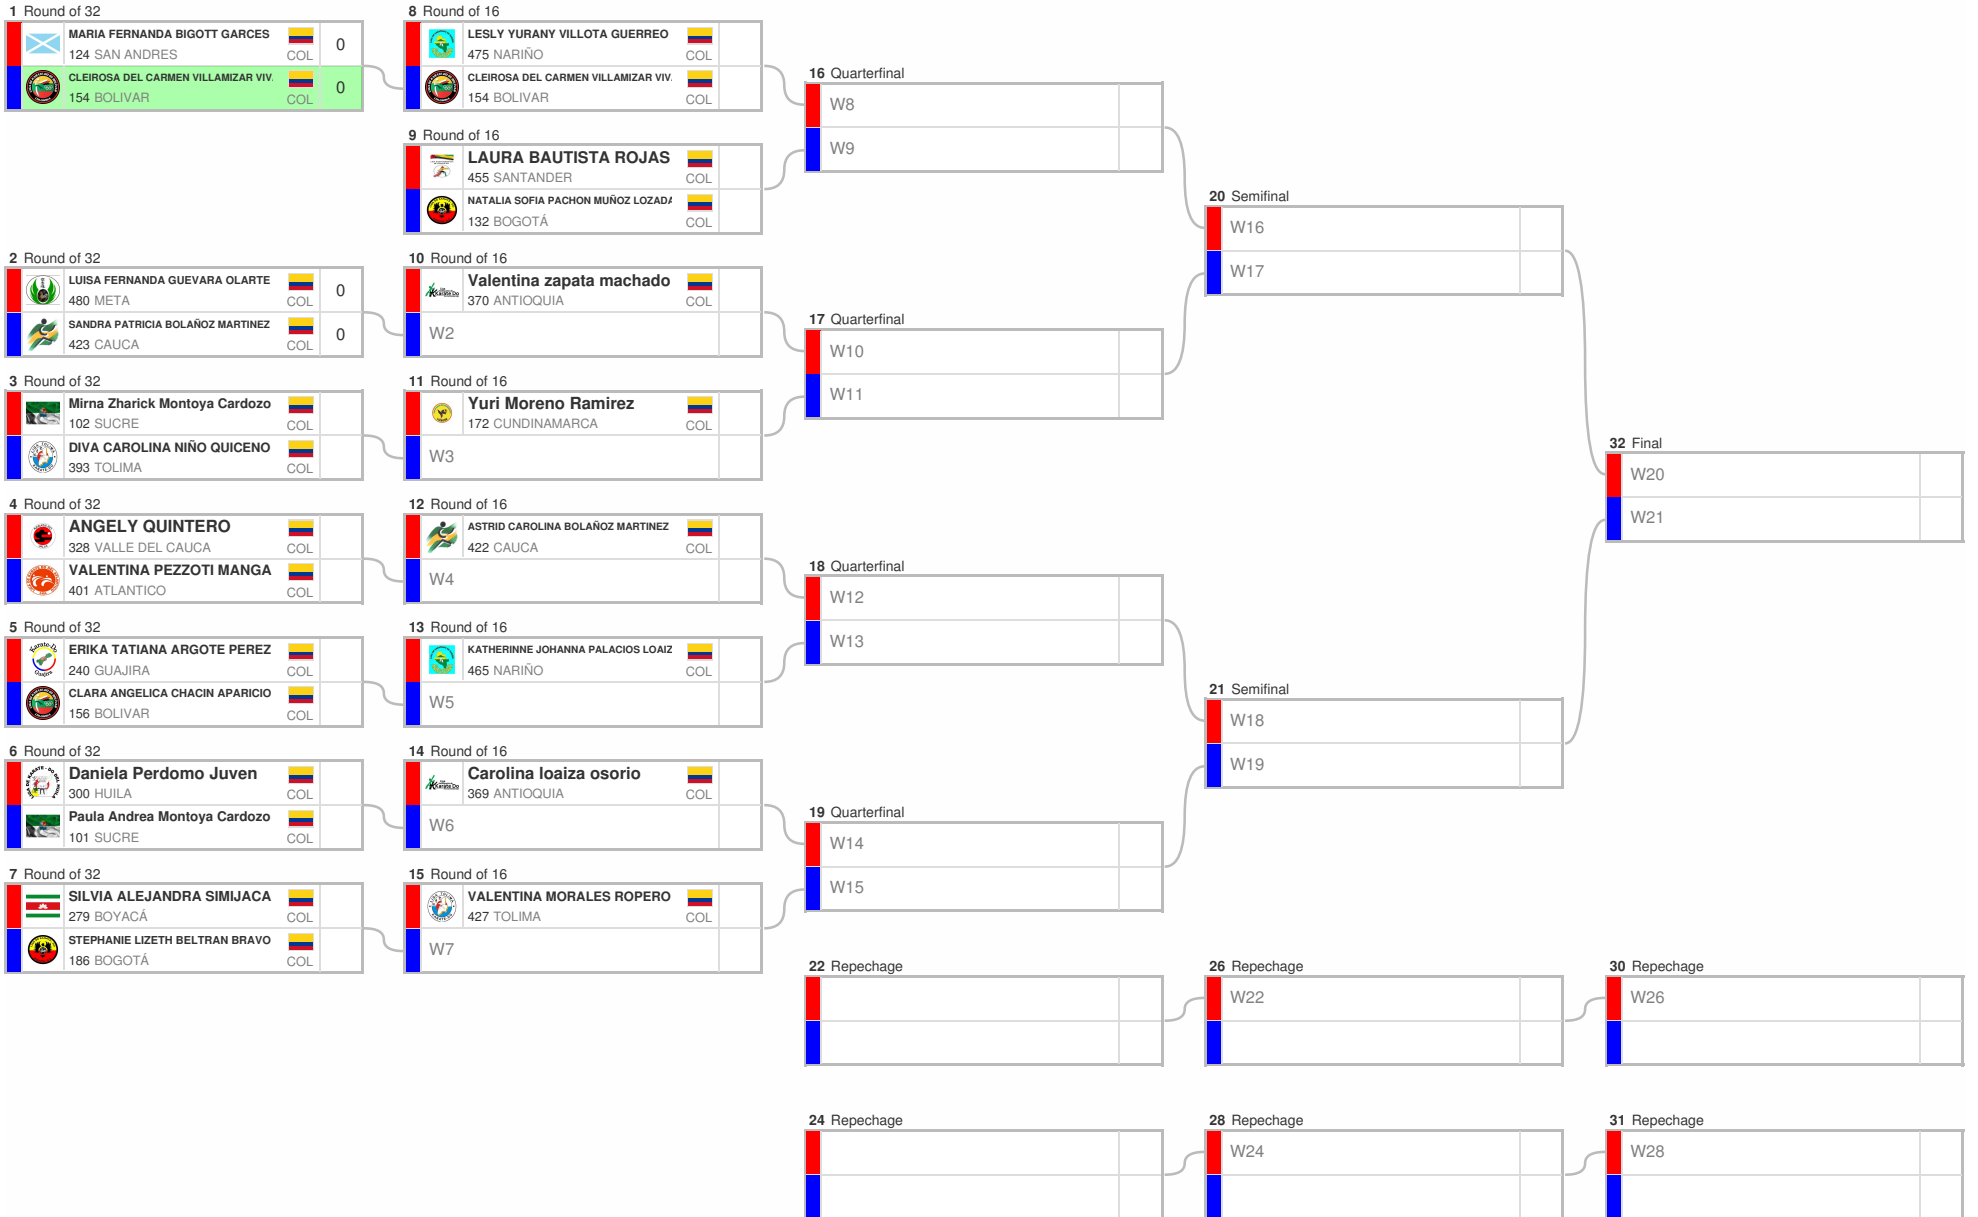 1 Round of 32
MARIA FERNANDA BIGOTT GARCES
124 SAN ANDRES
COL
0
CLEIROSA DEL CARMEN VILLAMIZAR VIV.
154 BOLIVAR
COL
0
2 Round of 32
LUISA FERNANDA GUEVARA OLARTE
480 META
COL
0
SANDRA PATRICIA BOLAÑOZ MARTINEZ
423 CAUCA
COL
0
3 Round of 32
Mirna Zharick Montoya Cardozo
102 SUCRE
COL
DIVA CAROLINA NIÑO QUICENO
393 TOLIMA
COL
4 Round of 32
ANGELY QUINTERO
328 VALLE DEL CAUCA
COL
VALENTINA PEZZOTI MANGA
401 ATLANTICO
COL
5 Round of 32
ERIKA TATIANA ARGOTE PEREZ
240 GUAJIRA
COL
CLARA ANGELICA CHACIN APARICIO
156 BOLIVAR
COL
6 Round of 32
Daniela Perdomo Juven
300 HUILA
COL
Paula Andrea Montoya Cardozo
101 SUCRE
COL
7 Round of 32
SILVIA ALEJANDRA SIMIJACA
279 BOYACÁ
COL
STEPHANIE LIZETH BELTRAN BRAVO
186 BOGOTÁ
COL
8 Round of 16
LESLY YURANY VILLOTA GUERREO
475 NARIÑO
COL
CLEIROSA DEL CARMEN VILLAMIZAR VIV.
154 BOLIVAR
COL
9 Round of 16
LAURA BAUTISTA ROJAS
455 SANTANDER
COL
NATALIA SOFIA PACHON MUÑOZ LOZADA
132 BOGOTÁ
COL
10 Round of 16
Valentina zapata machado
370 ANTIOQUIA
COL
W2
11 Round of 16
Yuri Moreno Ramirez
172 CUNDINAMARCA
COL
W3
12 Round of 16
ASTRID CAROLINA BOLAÑOZ MARTINEZ
422 CAUCA
COL
W4
13 Round of 16
KATHERINNE JOHANNA PALACIOS LOAIZ
465 NARIÑO
COL
W5
14 Round of 16
Carolina loaiza osorio
369 ANTIOQUIA
COL
W6
15 Round of 16
VALENTINA MORALES ROPERO
427 TOLIMA
COL
W7
16 Quarterfinal
W8
W9
17 Quarterfinal
W10
W11
18 Quarterfinal
W12
W13
19 Quarterfinal
W14
W15
20 Semifinal
W16
W17
21 Semifinal
W18
W19
32 Final
W20
W21
22 Repechage
26 Repechage
W22
30 Repechage
W26
24 Repechage
28 Repechage
W24
31 Repechage
W28